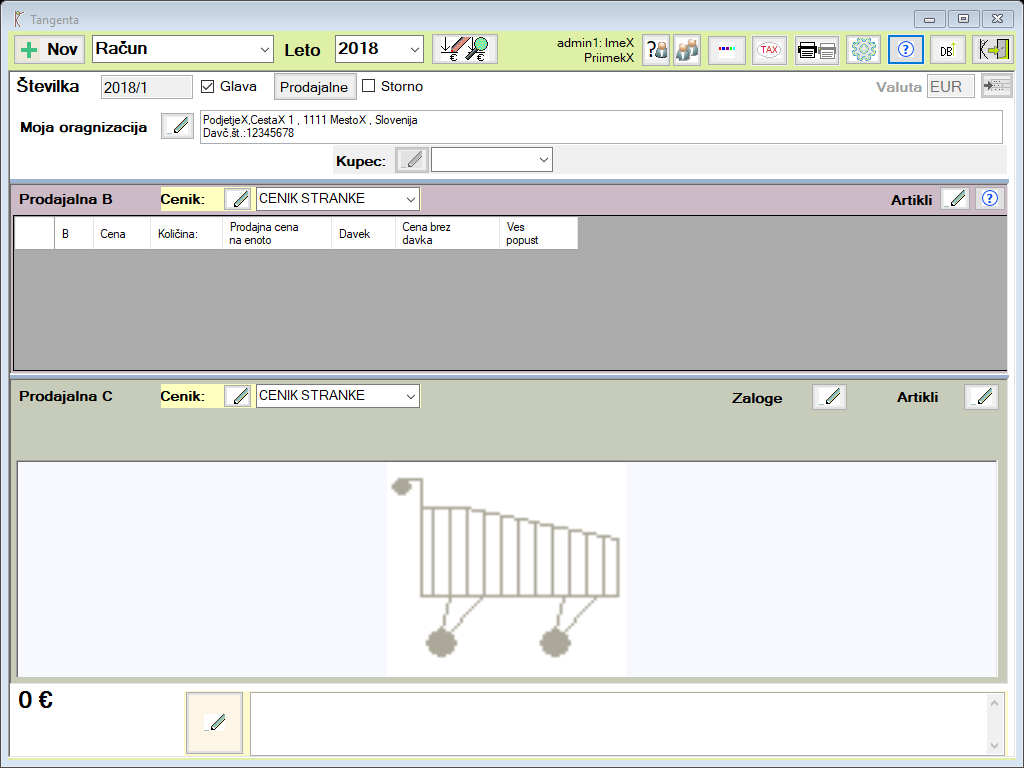 Tangenta
Nov
Račun
Leto
2018
€ €
admin1: ImeX
PriimekX
?
TAX
?
DB
Številka
2018/1
Glava
Prodajalne
Storno
Valuta
EUR
Moja oragnizacija
PodjetjeX,CestaX 1 , 1111 MestoX , Slovenija
Davč.št.:12345678
Kupec:
Prodajalna B
Cenik:
CENIK STRANKE
Artikli
?
B
Cena
Količina:
Prodajna cena
na enoto
Davek
Cena brez
davka
Ves
popust
Prodajalna C
Cenik:
CENIK STRANKE
Zaloge
Artikli
0 €